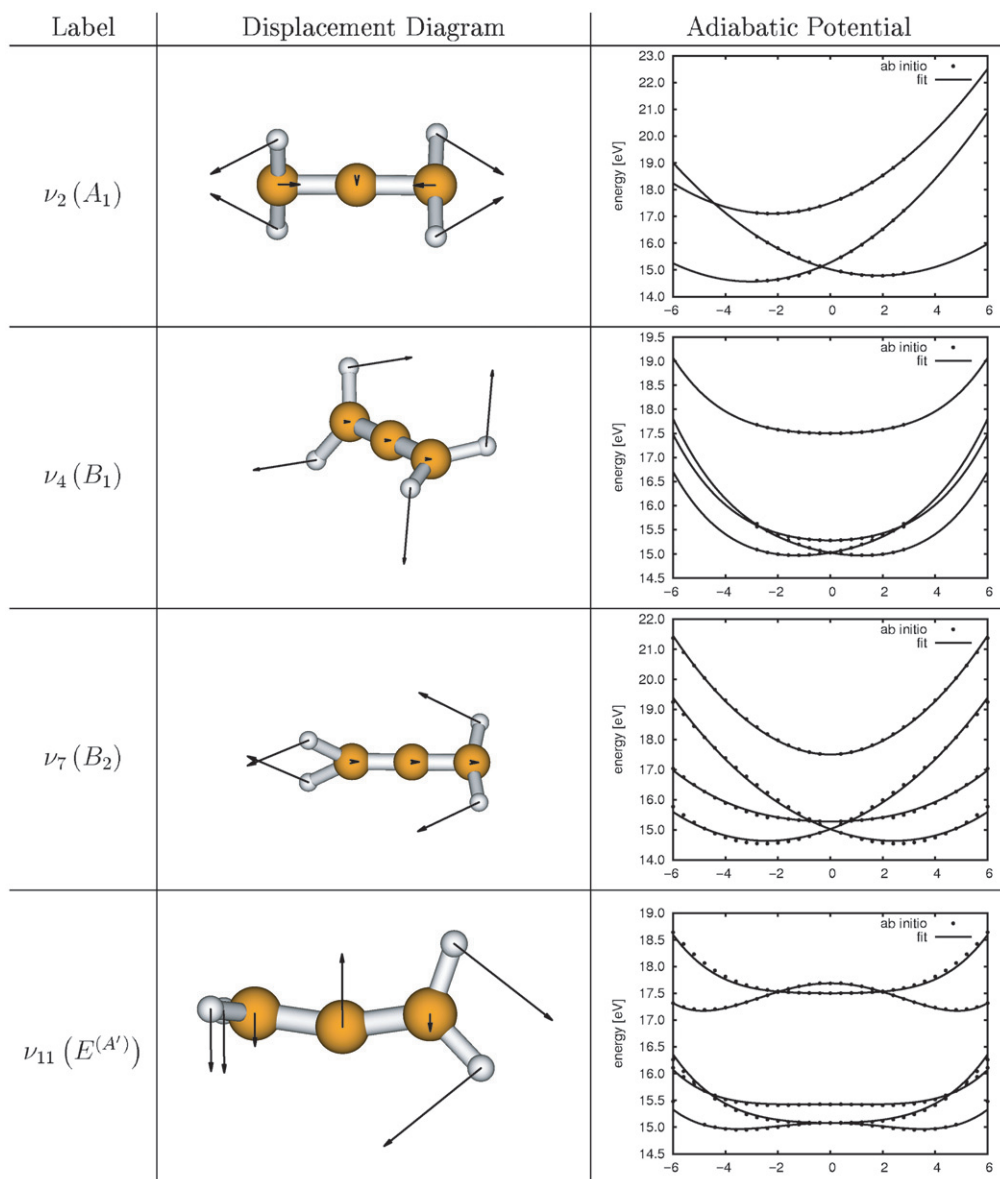 Label Displacement Diagram Adiabatic Potential
ν₂ (A₁)
energy [eV]
23.0
22.0
21.0
20.0
19.0
18.0
17.0
16.0
15.0
14.0
ab initio
fit
−6 −4 −2 0 2 4 6
ν₄ (B₁)
energy [eV]
19.5
19.0
18.5
18.0
17.5
17.0
16.5
16.0
15.5
15.0
14.5
ab initio
fit
−6 −4 −2 0 2 4 6
ν₇ (B₂)
energy [eV]
22.0
21.0
20.0
19.0
18.0
17.0
16.0
15.0
14.0
ab initio
fit
−6 −4 −2 0 2 4 6
ν₁₁ (E⁽ᴬ′⁾)
energy [eV]
19.0
18.5
18.0
17.5
17.0
16.5
16.0
15.5
15.0
14.5
ab initio
fit
−6 −4 −2 0 2 4 6